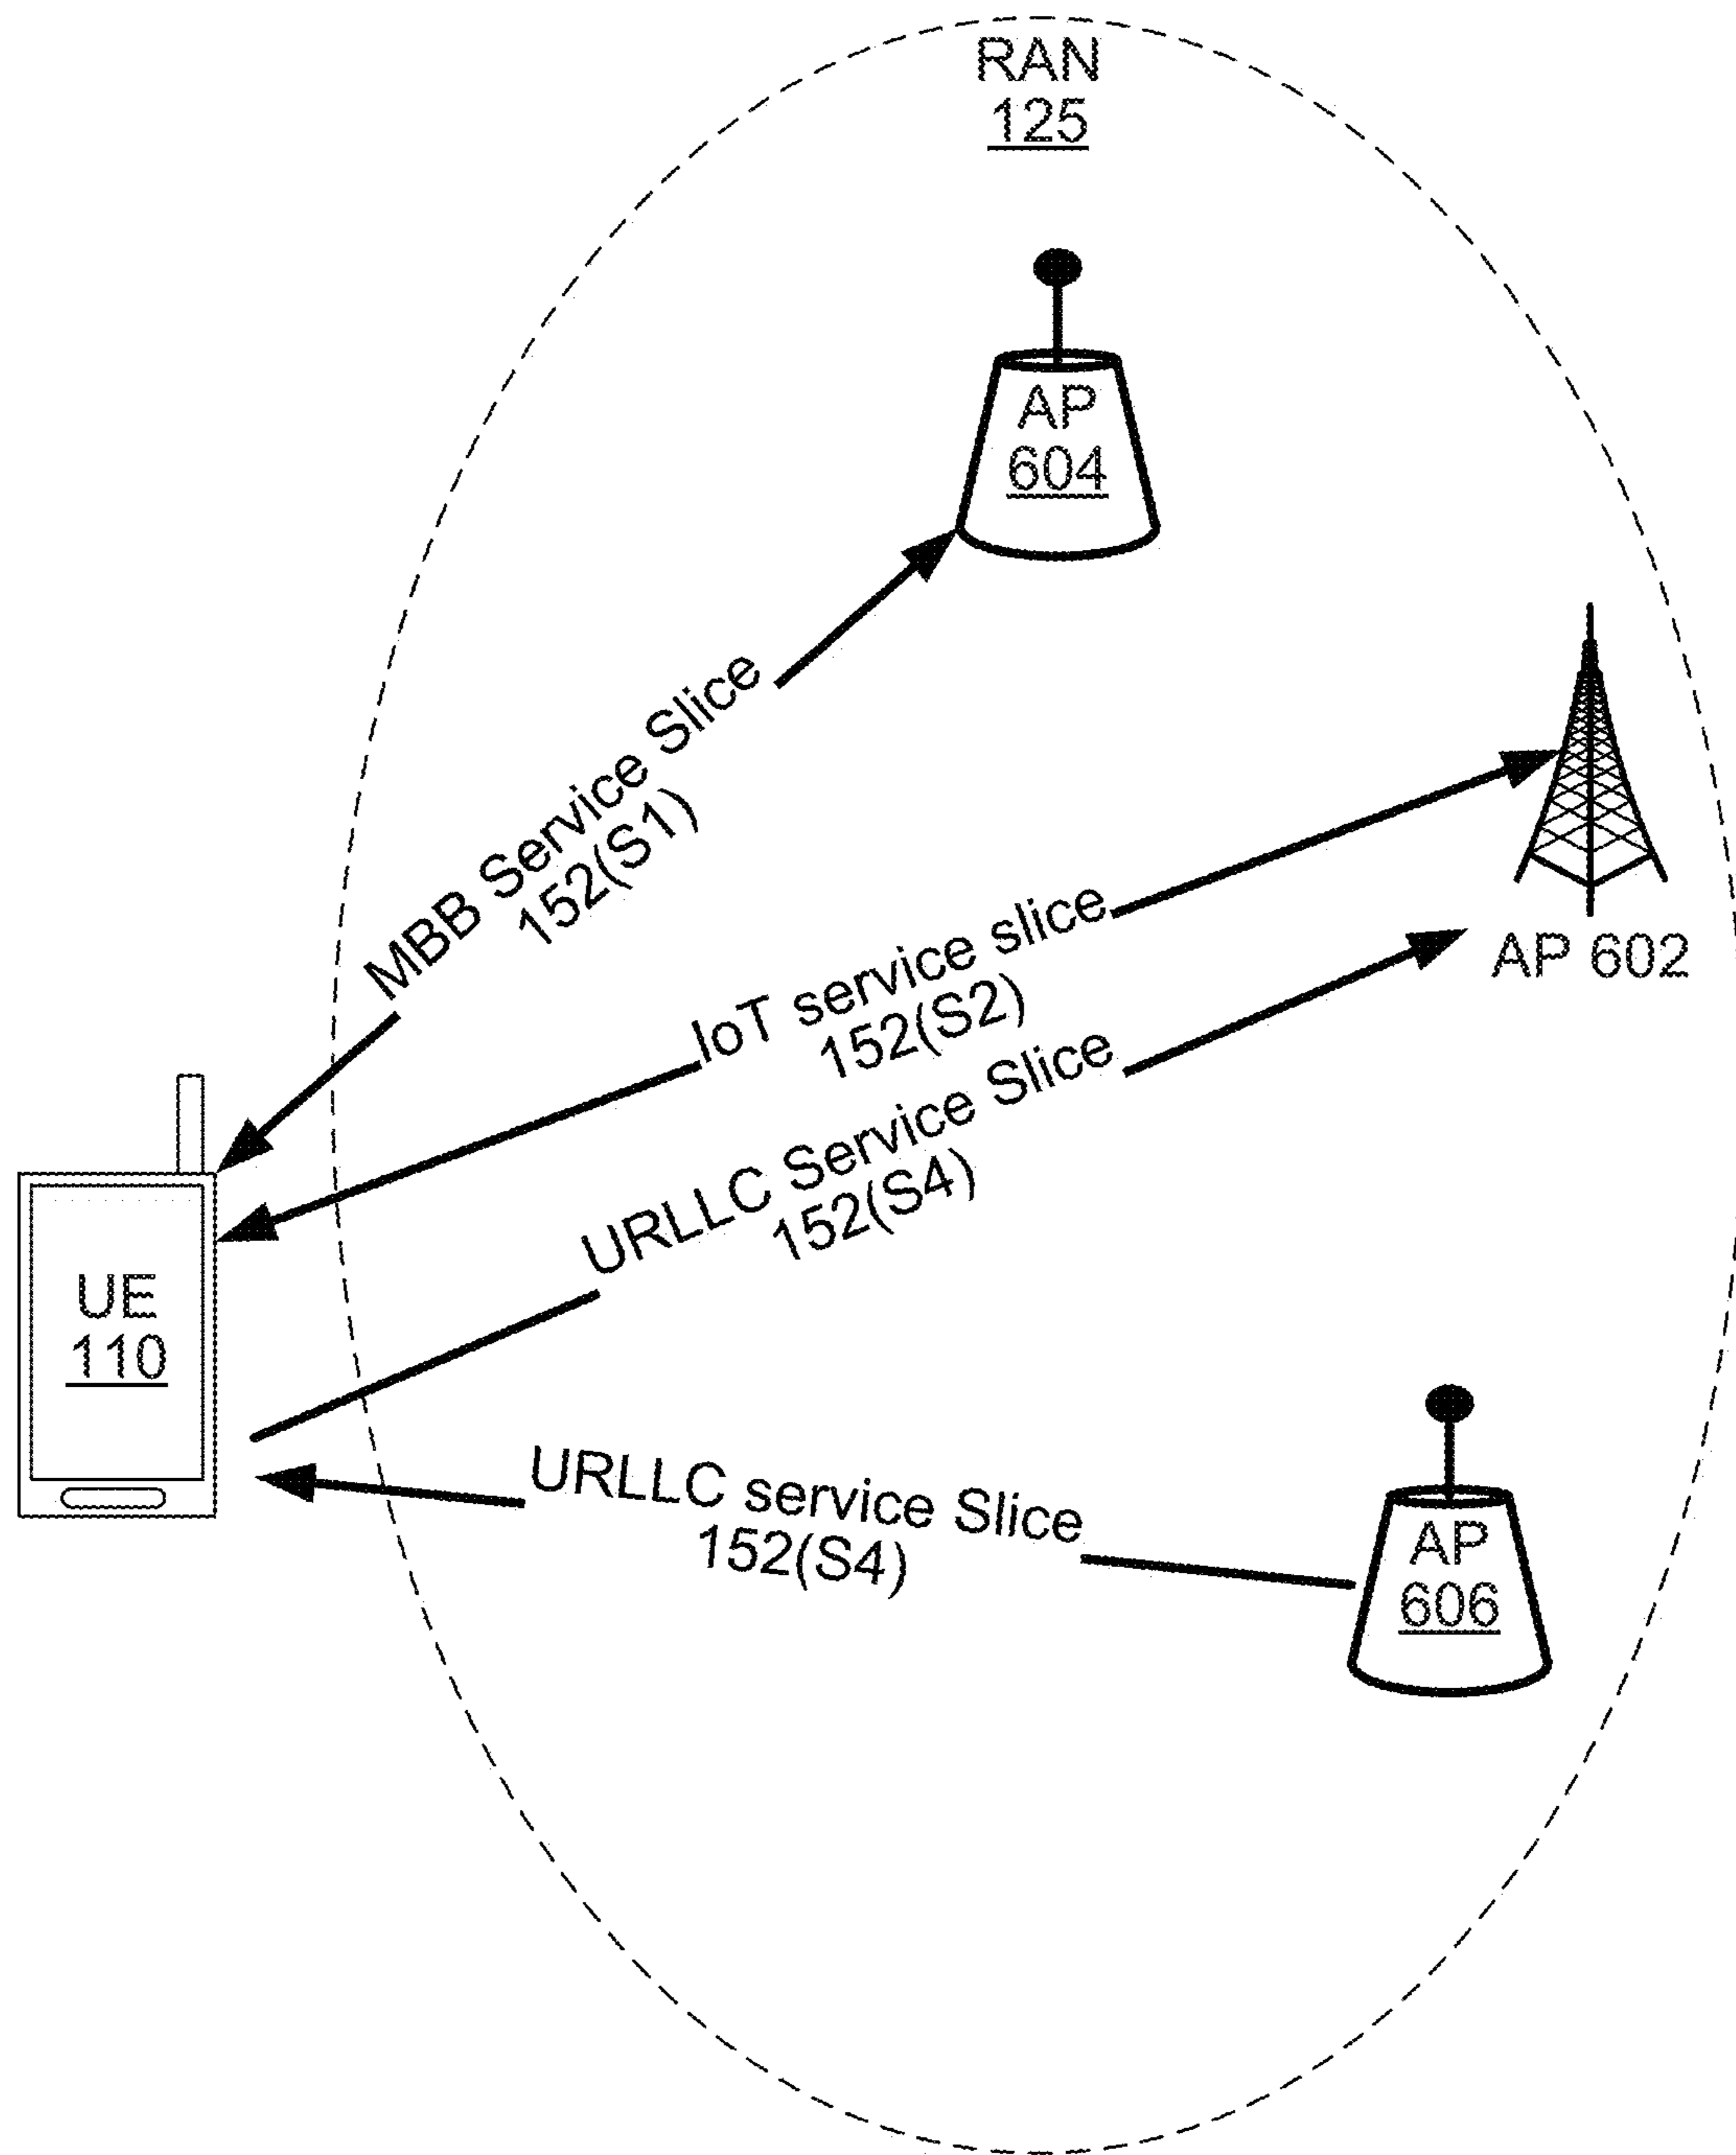 RAN
125
AP
604
MBB Service Slice
152(S1)
IoT service slice
152(S2)
AP 602
URLLC Service Slice
152(S4)
UE
110
URLLC service Slice
152(S4)
AP
606